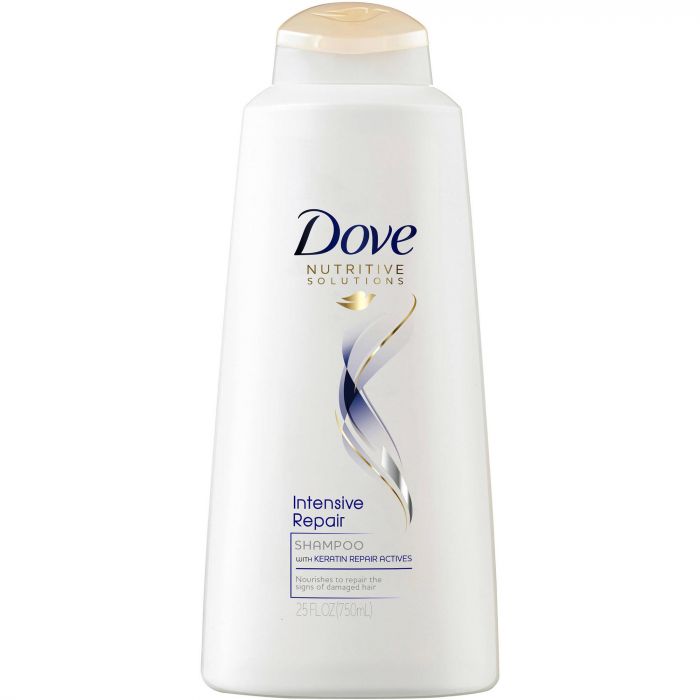 Dove
NUTRITIVE
SOLUTIONS
Intensive
Repair
SHAMPOO
WITH KERATIN REPAIR ACTIVES
Nourishes to repair the
signs of damaged hair
25 FL OZ (750mL)